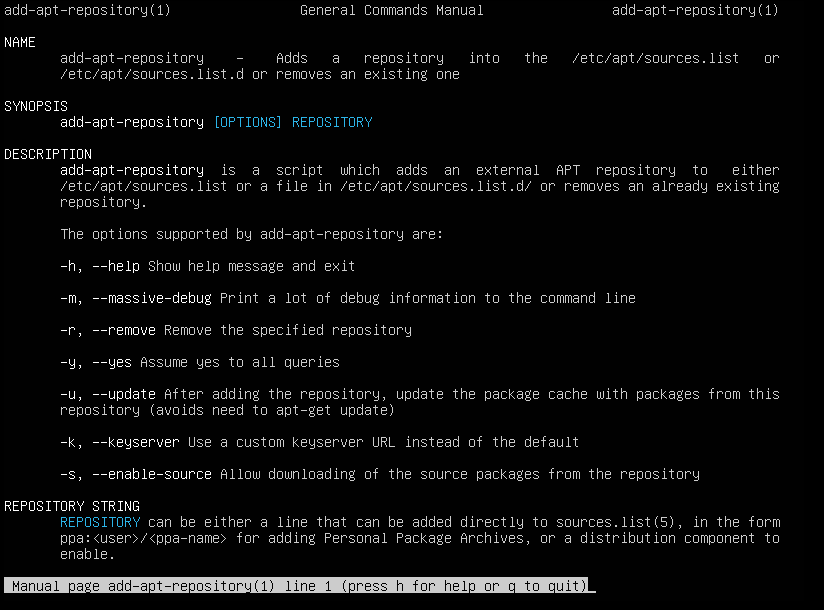 add-apt-repository(1) General Commands Manual add-apt-repository(1)
NAME
add-apt-repository - Adds a repository into the /etc/apt/sources.list or
/etc/apt/sources.list.d or removes an existing one
SYNOPSIS
add-apt-repository [OPTIONS] REPOSITORY
DESCRIPTION
add-apt-repository is a script which adds an external APT repository to either
/etc/apt/sources.list or a file in /etc/apt/sources.list.d/ or removes an already existing
repository.
The options supported by add-apt-repository are:
-h, --help Show help message and exit
-m, --massive-debug Print a lot of debug information to the command line
-r, --remove Remove the specified repository
-y, --yes Assume yes to all queries
-u, --update After adding the repository, update the package cache with packages from this
repository (avoids need to apt-get update)
-k, --keyserver Use a custom keyserver URL instead of the default
-s, --enable-source Allow downloading of the source packages from the repository
REPOSITORY STRING
REPOSITORY can be either a line that can be added directly to sources.list(5), in the form
ppa:<user>/<ppa-name> for adding Personal Package Archives, or a distribution component to
enable.
Manual page add-apt-repository(1) line 1 (press h for help or q to quit)